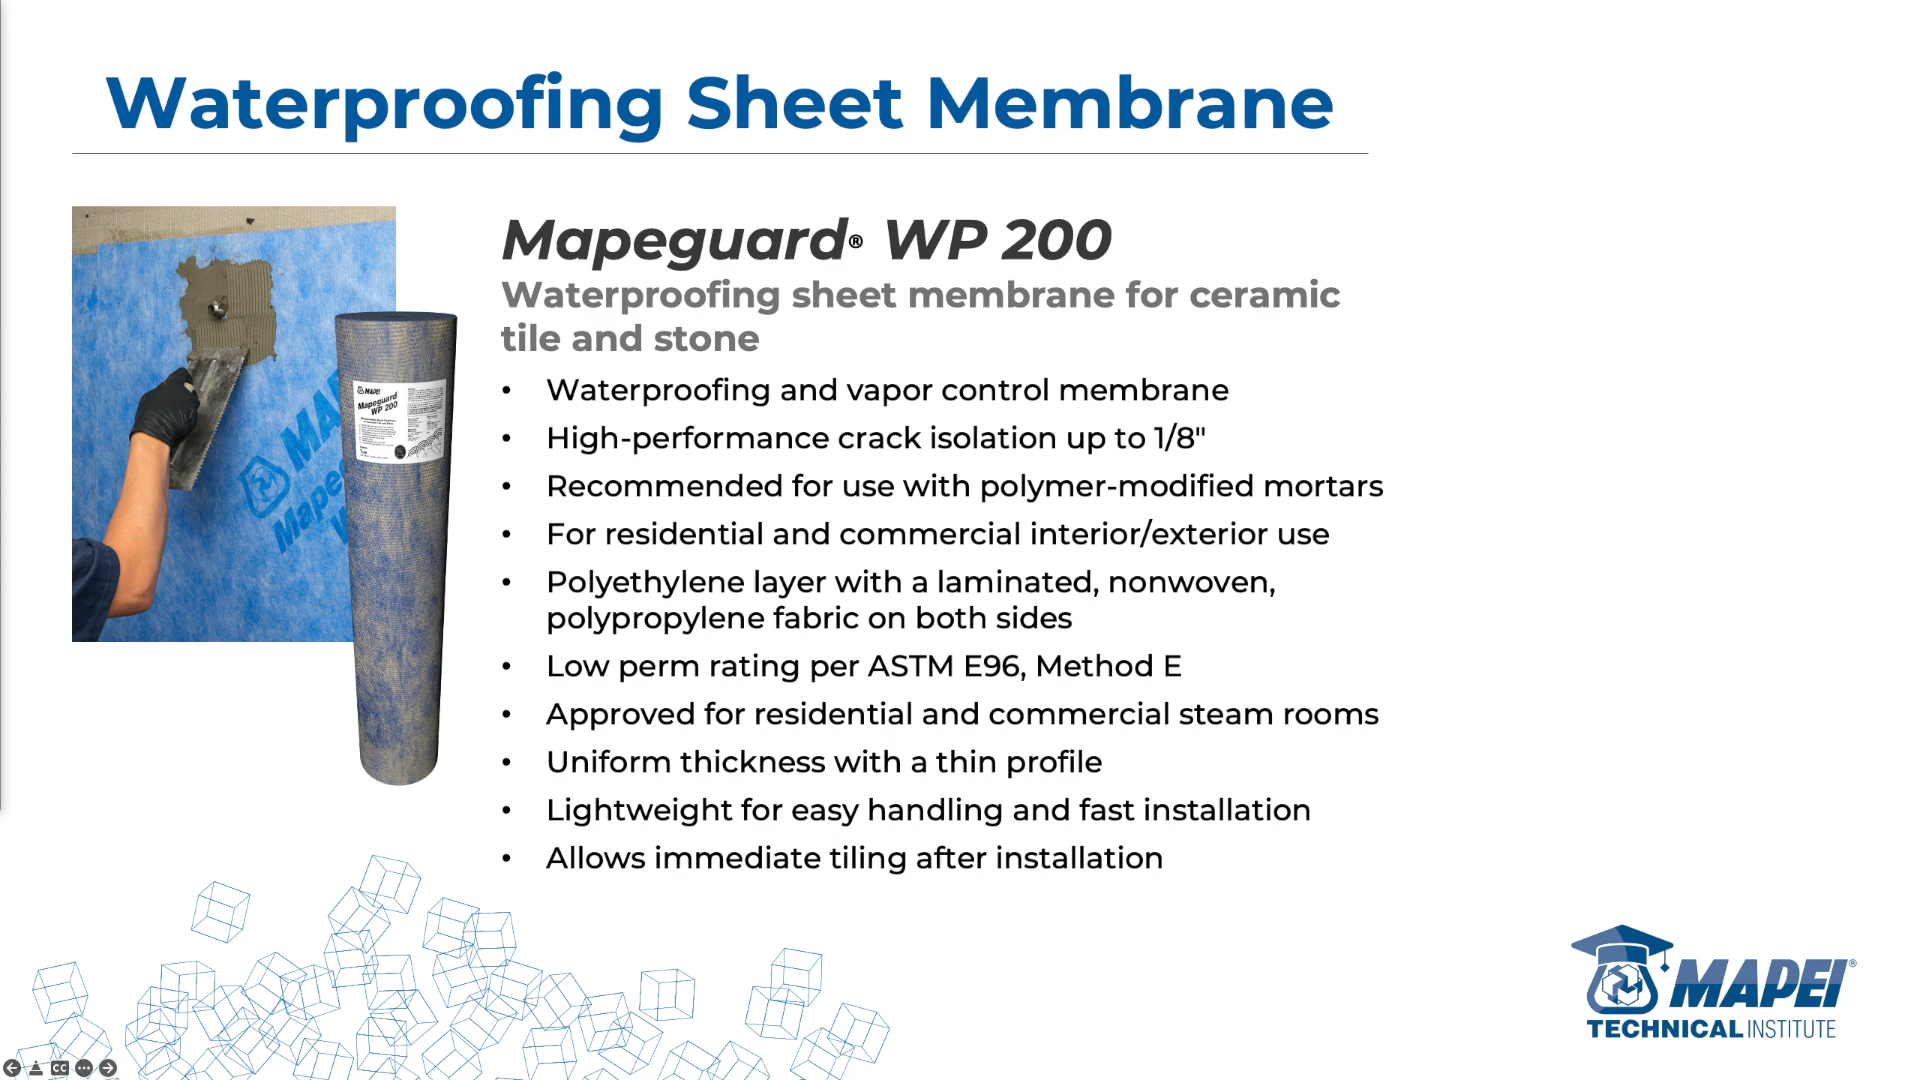 Waterproofing Sheet Membrane
Mapeguard® WP 200
Waterproofing sheet membrane for ceramic
tile and stone
• Waterproofing and vapor control membrane
• High-performance crack isolation up to 1/8"
• Recommended for use with polymer-modified mortars
• For residential and commercial interior/exterior use
• Polyethylene layer with a laminated, nonwoven,
polypropylene fabric on both sides
• Low perm rating per ASTM E96, Method E
• Approved for residential and commercial steam rooms
• Uniform thickness with a thin profile
• Lightweight for easy handling and fast installation
• Allows immediate tiling after installation
MAPEI
Mapeguard
WP 200
MAPEI®
TECHNICAL INSTITUTE
CC